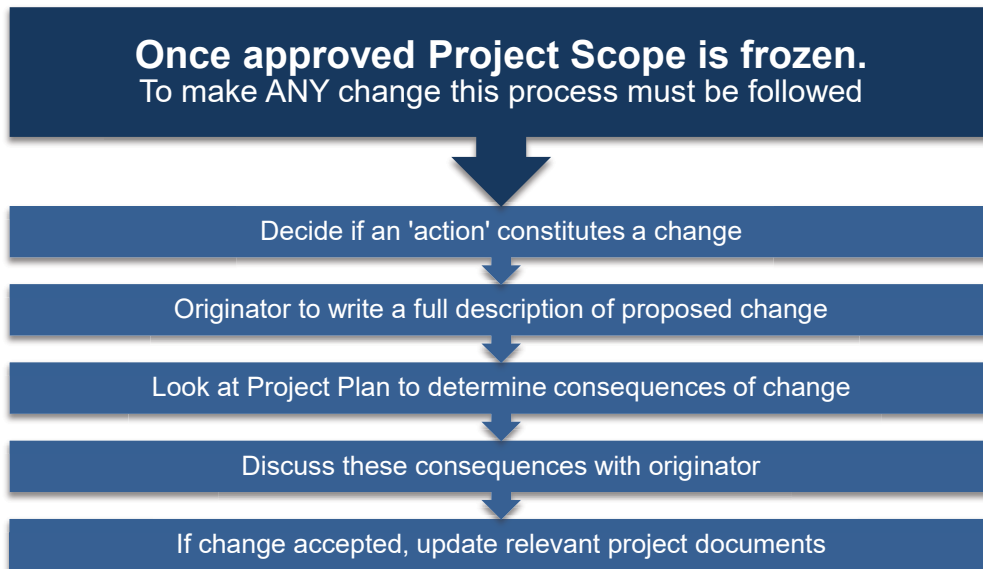 Once approved Project Scope is frozen.
To make ANY change this process must be followed
Decide if an 'action' constitutes a change
Originator to write a full description of proposed change
Look at Project Plan to determine consequences of change
Discuss these consequences with originator
If change accepted, update relevant project documents